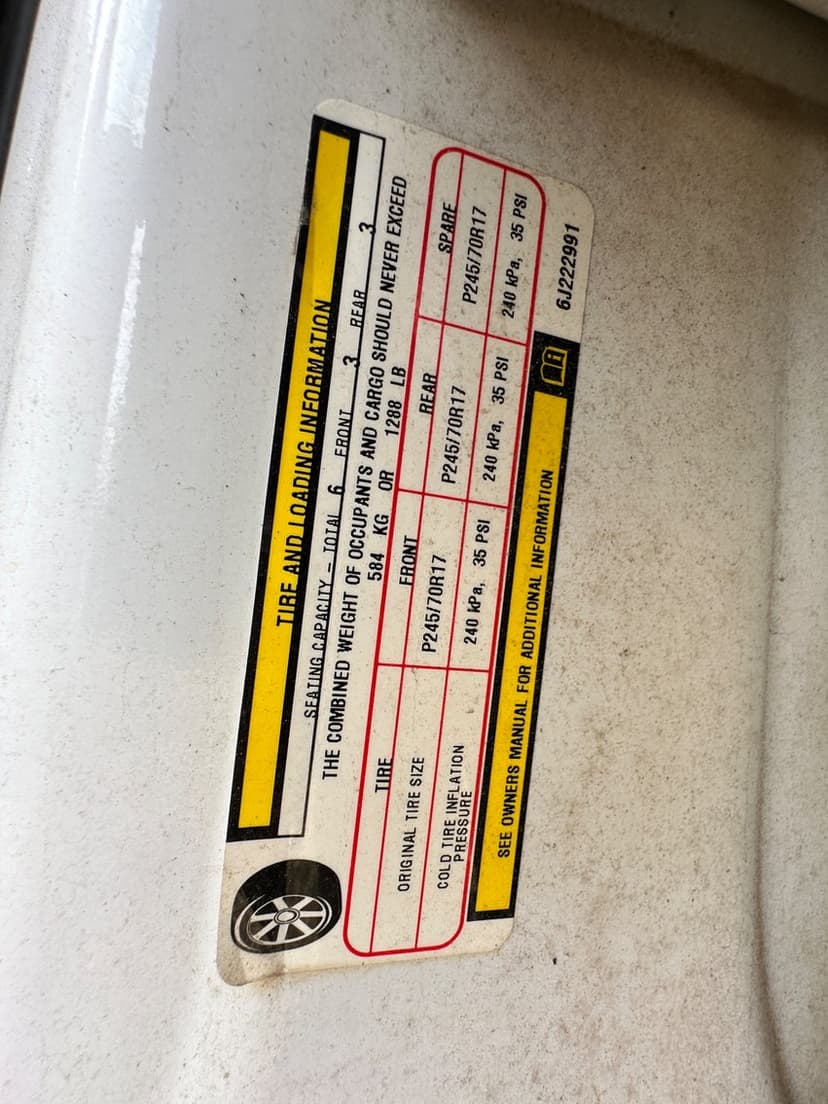 TIRE AND LOADING INFORMATION
SEATING CAPACITY – TOTAL 6 FRONT 3 REAR 3
THE COMBINED WEIGHT OF OCCUPANTS AND CARGO SHOULD NEVER EXCEED
584 KG OR 1288 LB
TIRE FRONT REAR SPARE
ORIGINAL TIRE SIZE P245/70R17 P245/70R17 P245/70R17
COLD TIRE INFLATION PRESSURE 240 kPa, 35 PSI 240 kPa, 35 PSI 240 kPa, 35 PSI
SEE OWNERS MANUAL FOR ADDITIONAL INFORMATION
6J222991